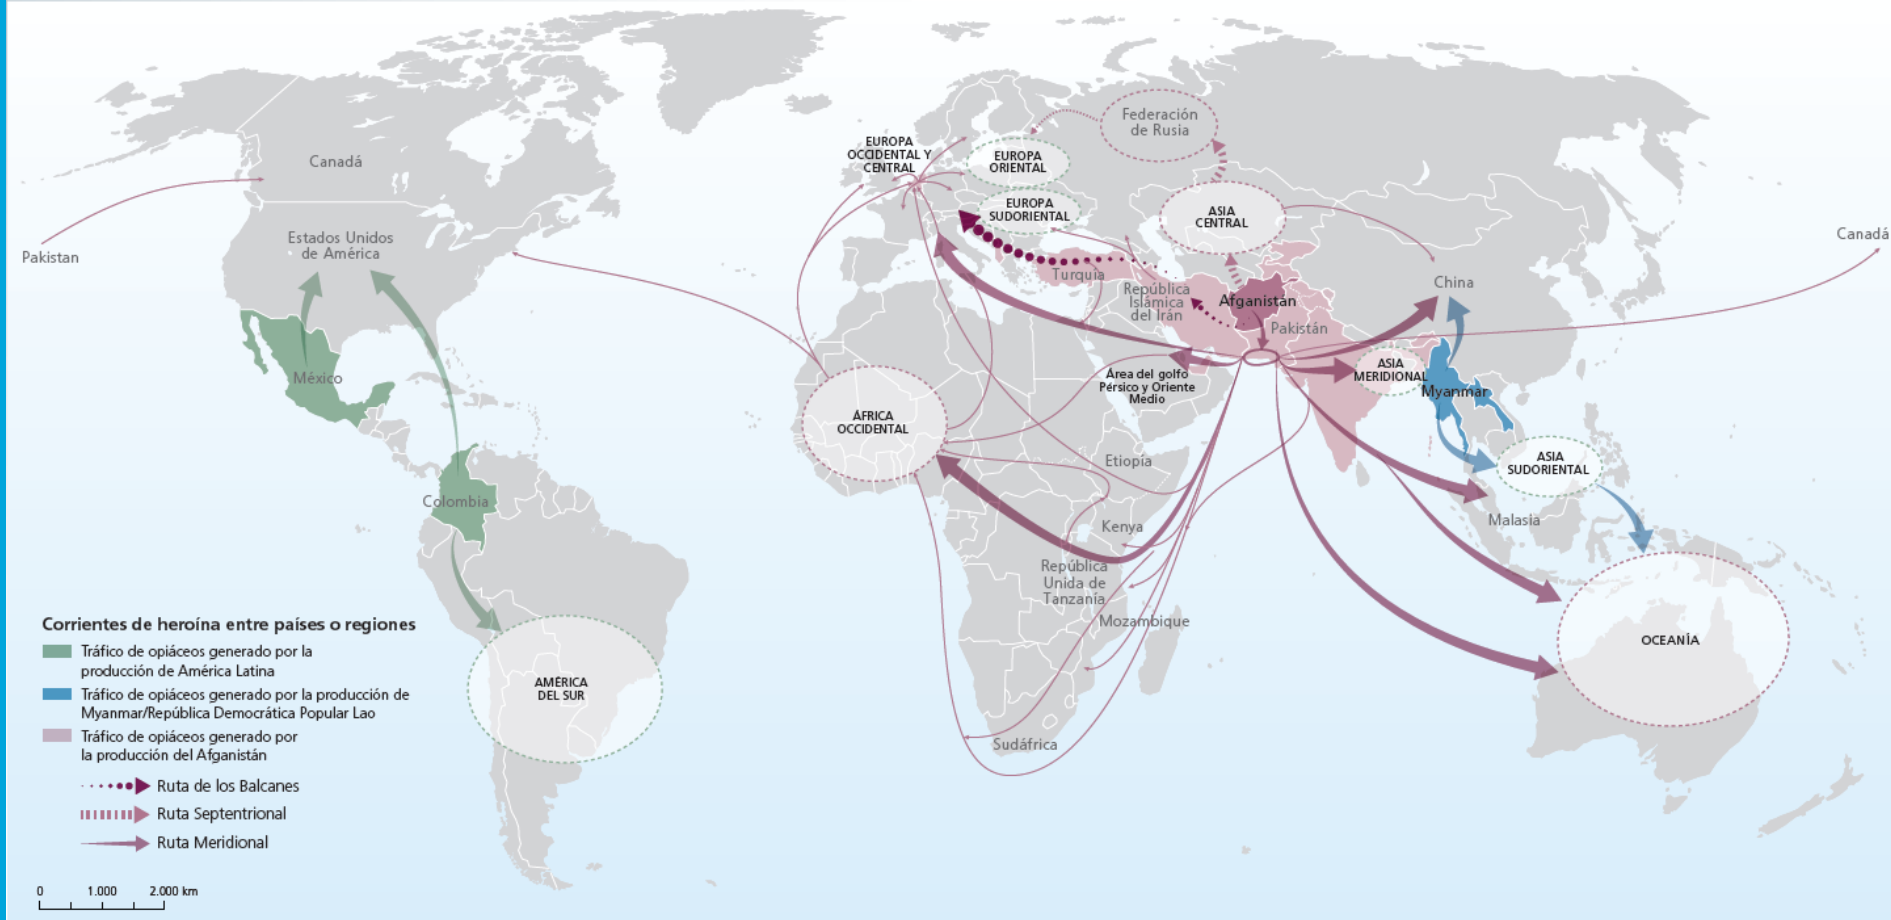 Federación
de Rusia
EUROPA
OCCIDENTAL Y
CENTRAL
EUROPA
ORIENTAL
Canadá
EUROPA
SUDORIENTAL
ASIA
CENTRAL
Estados Unidos
de América
Canadá
Pakistan
Turquía
China
República
Islámica
del Irán
Afganistán
Pakistán
México
Área del golfo
Pérsico y Oriente
Medio
ASIA
MERIDIONAL
Myanmar
ÁFRICA
OCCIDENTAL
Etiopía
ASIA
SUDORIENTAL
Colombia
Kenya
Malasia
República
Unida de
Tanzanía
Mozambique
OCEANÍA
AMÉRICA
DEL SUR
Sudáfrica
Corrientes de heroína entre países o regiones
Tráfico de opiáceos generado por la
producción de América Latina
Tráfico de opiáceos generado por la producción de
Myanmar/República Democrática Popular Lao
Tráfico de opiáceos generado por
la producción del Afganistán
Ruta de los Balcanes
Ruta Septentrional
Ruta Meridional
0 1.000 2.000 km